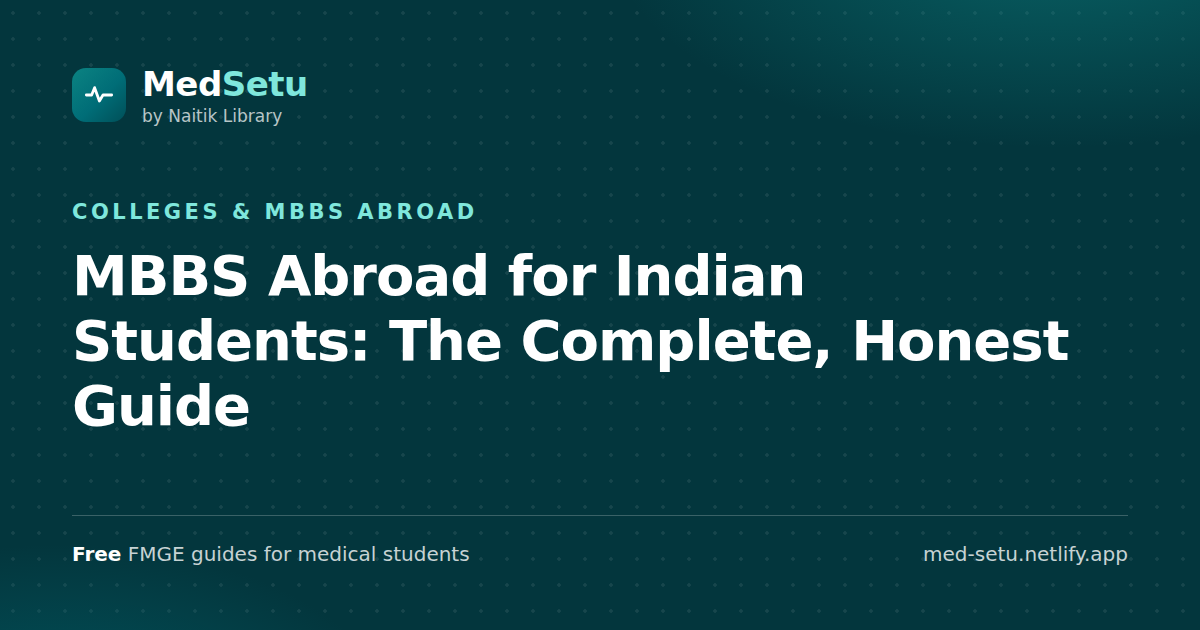 MedSetu
by Naitik Library
COLLEGES & MBBS ABROAD
MBBS Abroad for Indian
Students: The Complete, Honest
Guide
Free FMGE guides for medical students
med-setu.netlify.app